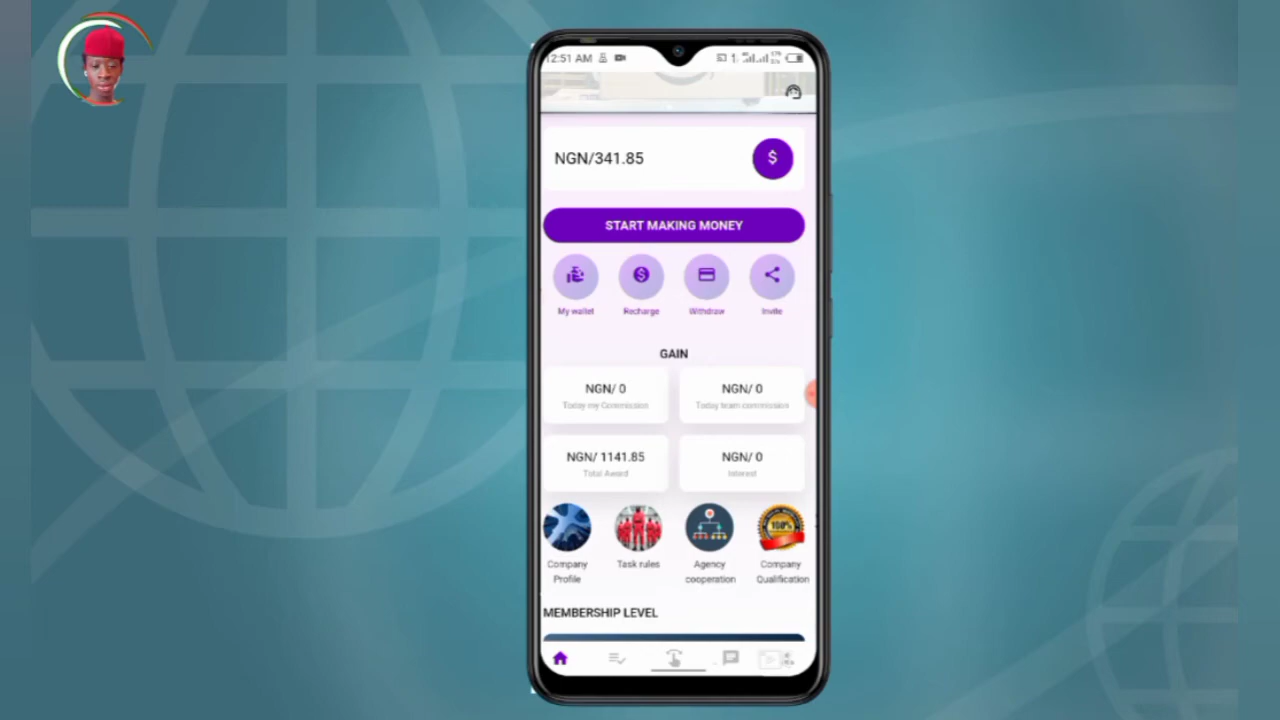 12:51 AM
NGN/341.85
$
START MAKING MONEY
My wallet Recharge Withdraw Invite
GAIN
NGN/ 0 NGN/ 0
Today my Commission Today team commission
NGN/ 1141.85 NGN/ 0
Total Award Interest
100%
Company Profile
Task rules
Agency cooperation
Company Qualification
MEMBERSHIP LEVEL